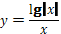 y = lg|x| / x